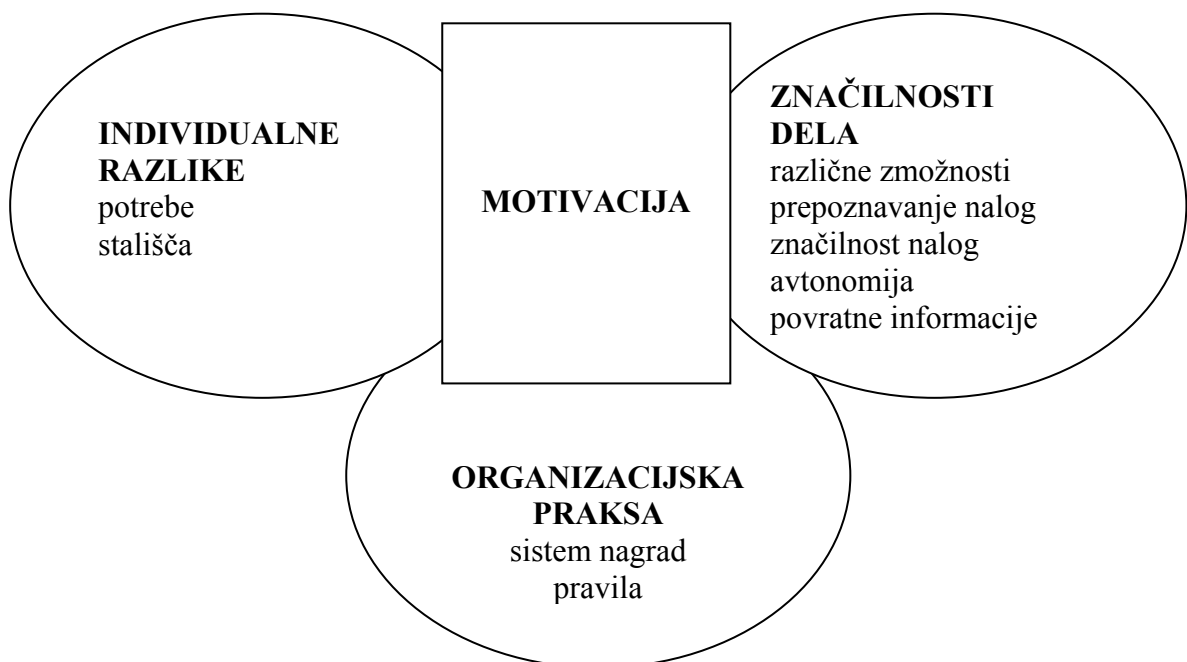 INDIVIDUALNE
RAZLIKE
potrebe
stališča
MOTIVACIJA
ZNAČILNOSTI
DELA
različne zmožnosti
prepoznavanje nalog
značilnost nalog
avtonomija
povratne informacije
ORGANIZACIJSKA
PRAKSA
sistem nagrad
pravila